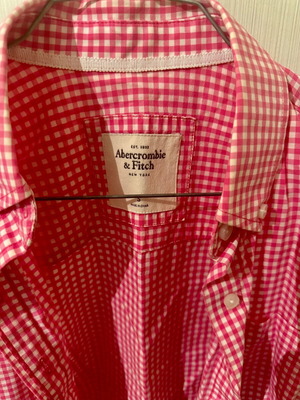 EST. 1892
Abercrombie
& Fitch
NEW YORK